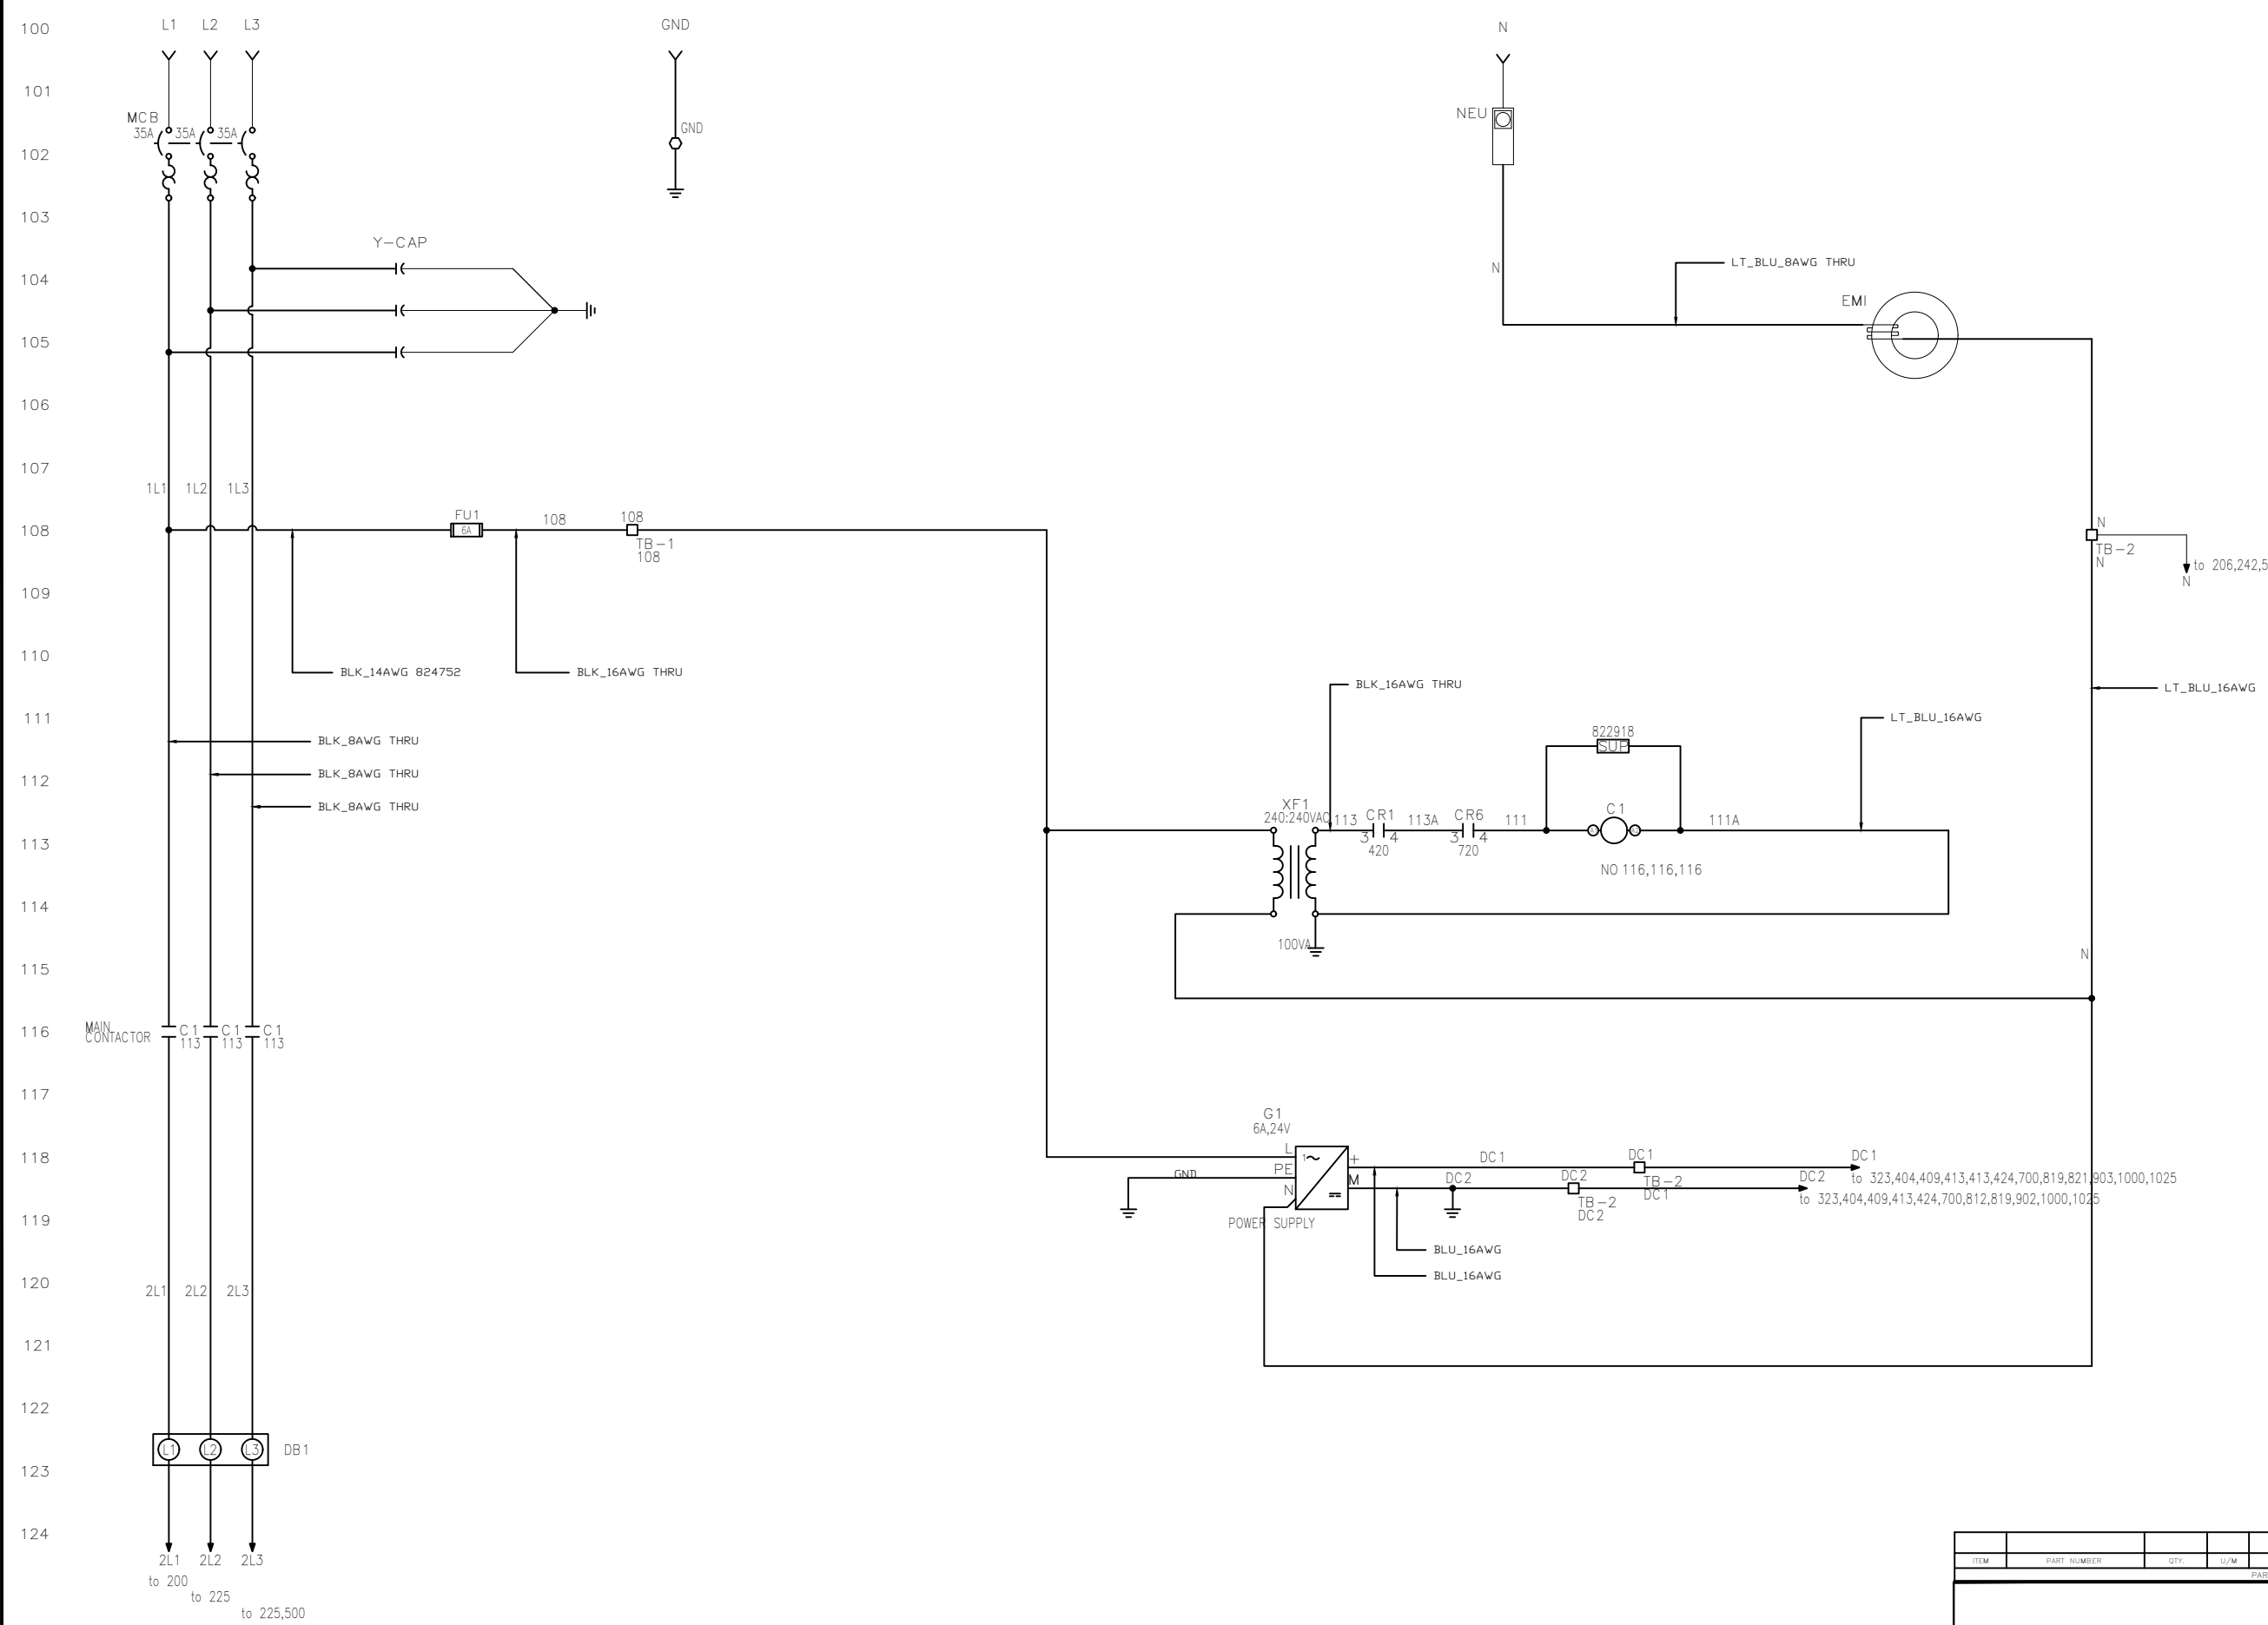 100 L1 L2 L3 GND N
101
MCB NEU
35A 35A 35A GND
102
103
Y-CAP
N LT_BLU_8AWG THRU
104
EMI
105
106
107
1L1 1L2 1L3
FU1 108 108 N
108 6A
TB-1 TB-2
108 N
to 206,242,5
N
109
110 BLK_14AWG 824752 BLK_16AWG THRU
BLK_16AWG THRU LT_BLU_16AWG
111 LT_BLU_16AWG
822918
SUP
BLK_8AWG THRU
112 BLK_8AWG THRU
BLK_8AWG THRU
XF1 CR1 CR6 C1
240:240VAC 113 113A 111 111A
A1 A2
113 3 4 3 4
420 720
NO 116,116,116
114
100VA
N
115
116 MAIN C1 C1 C1
CONTACTOR 113 113 113
117
G1
6A,24V
118 L 1~ + DC1 DC1 DC1
GND PE M DC2 DC2 TB-2 DC2 to 323,404,409,413,413,424,700,819,821,903,1000,1025
N TB-2 DC1 to 323,404,409,413,424,700,812,819,902,1000,1025
119 DC2
POWER SUPPLY
BLU_16AWG
120 BLU_16AWG
2L1 2L2 2L3
121
122
L1 L2 L3 DB1
123
124
2L1 2L2 2L3
ITEM PART NUMBER QTY. U/M
PAR
to 200
to 225
to 225,500